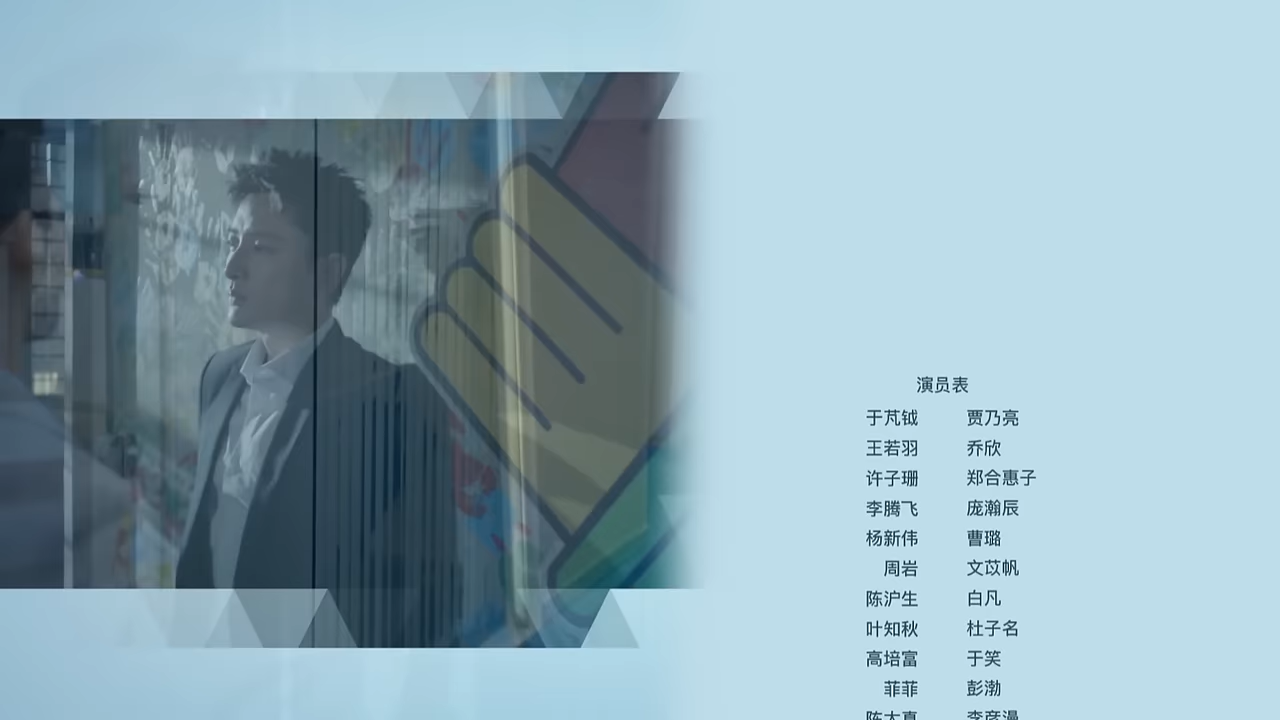 演员表
于芃钺 贾乃亮
王若羽 乔欣
许子珊 郑合惠子
李腾飞 庞瀚辰
杨新伟 曹璐
周岩 文苡帆
陈沪生 白凡
叶知秋 杜子名
高培富 于笑
菲菲 彭渤